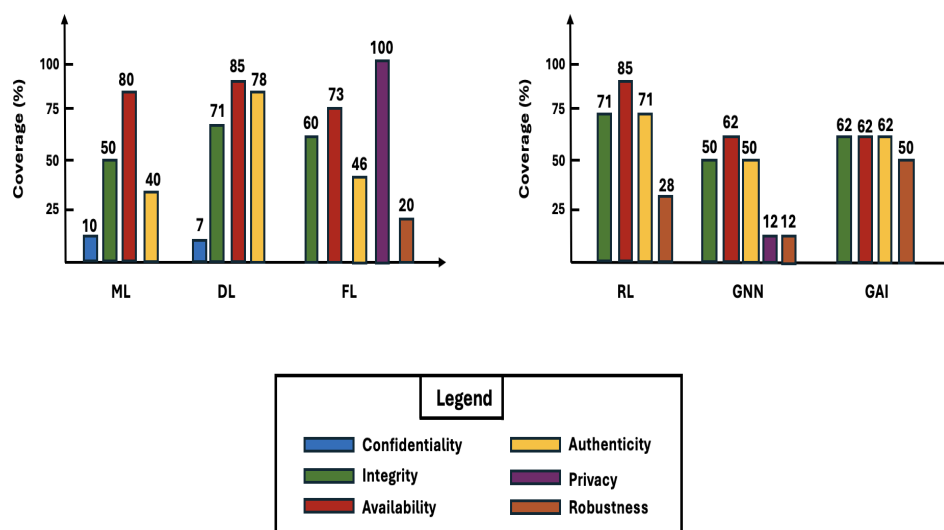 Coverage (%)
100
75
50
25
10
50
80
40
7
71
85
78
60
73
46
100
20
ML
DL
FL
Coverage (%)
100
75
50
25
71
85
71
28
50
62
50
12
12
62
62
62
50
RL
GNN
GAI
Legend
Confidentiality
Integrity
Availability
Authenticity
Privacy
Robustness